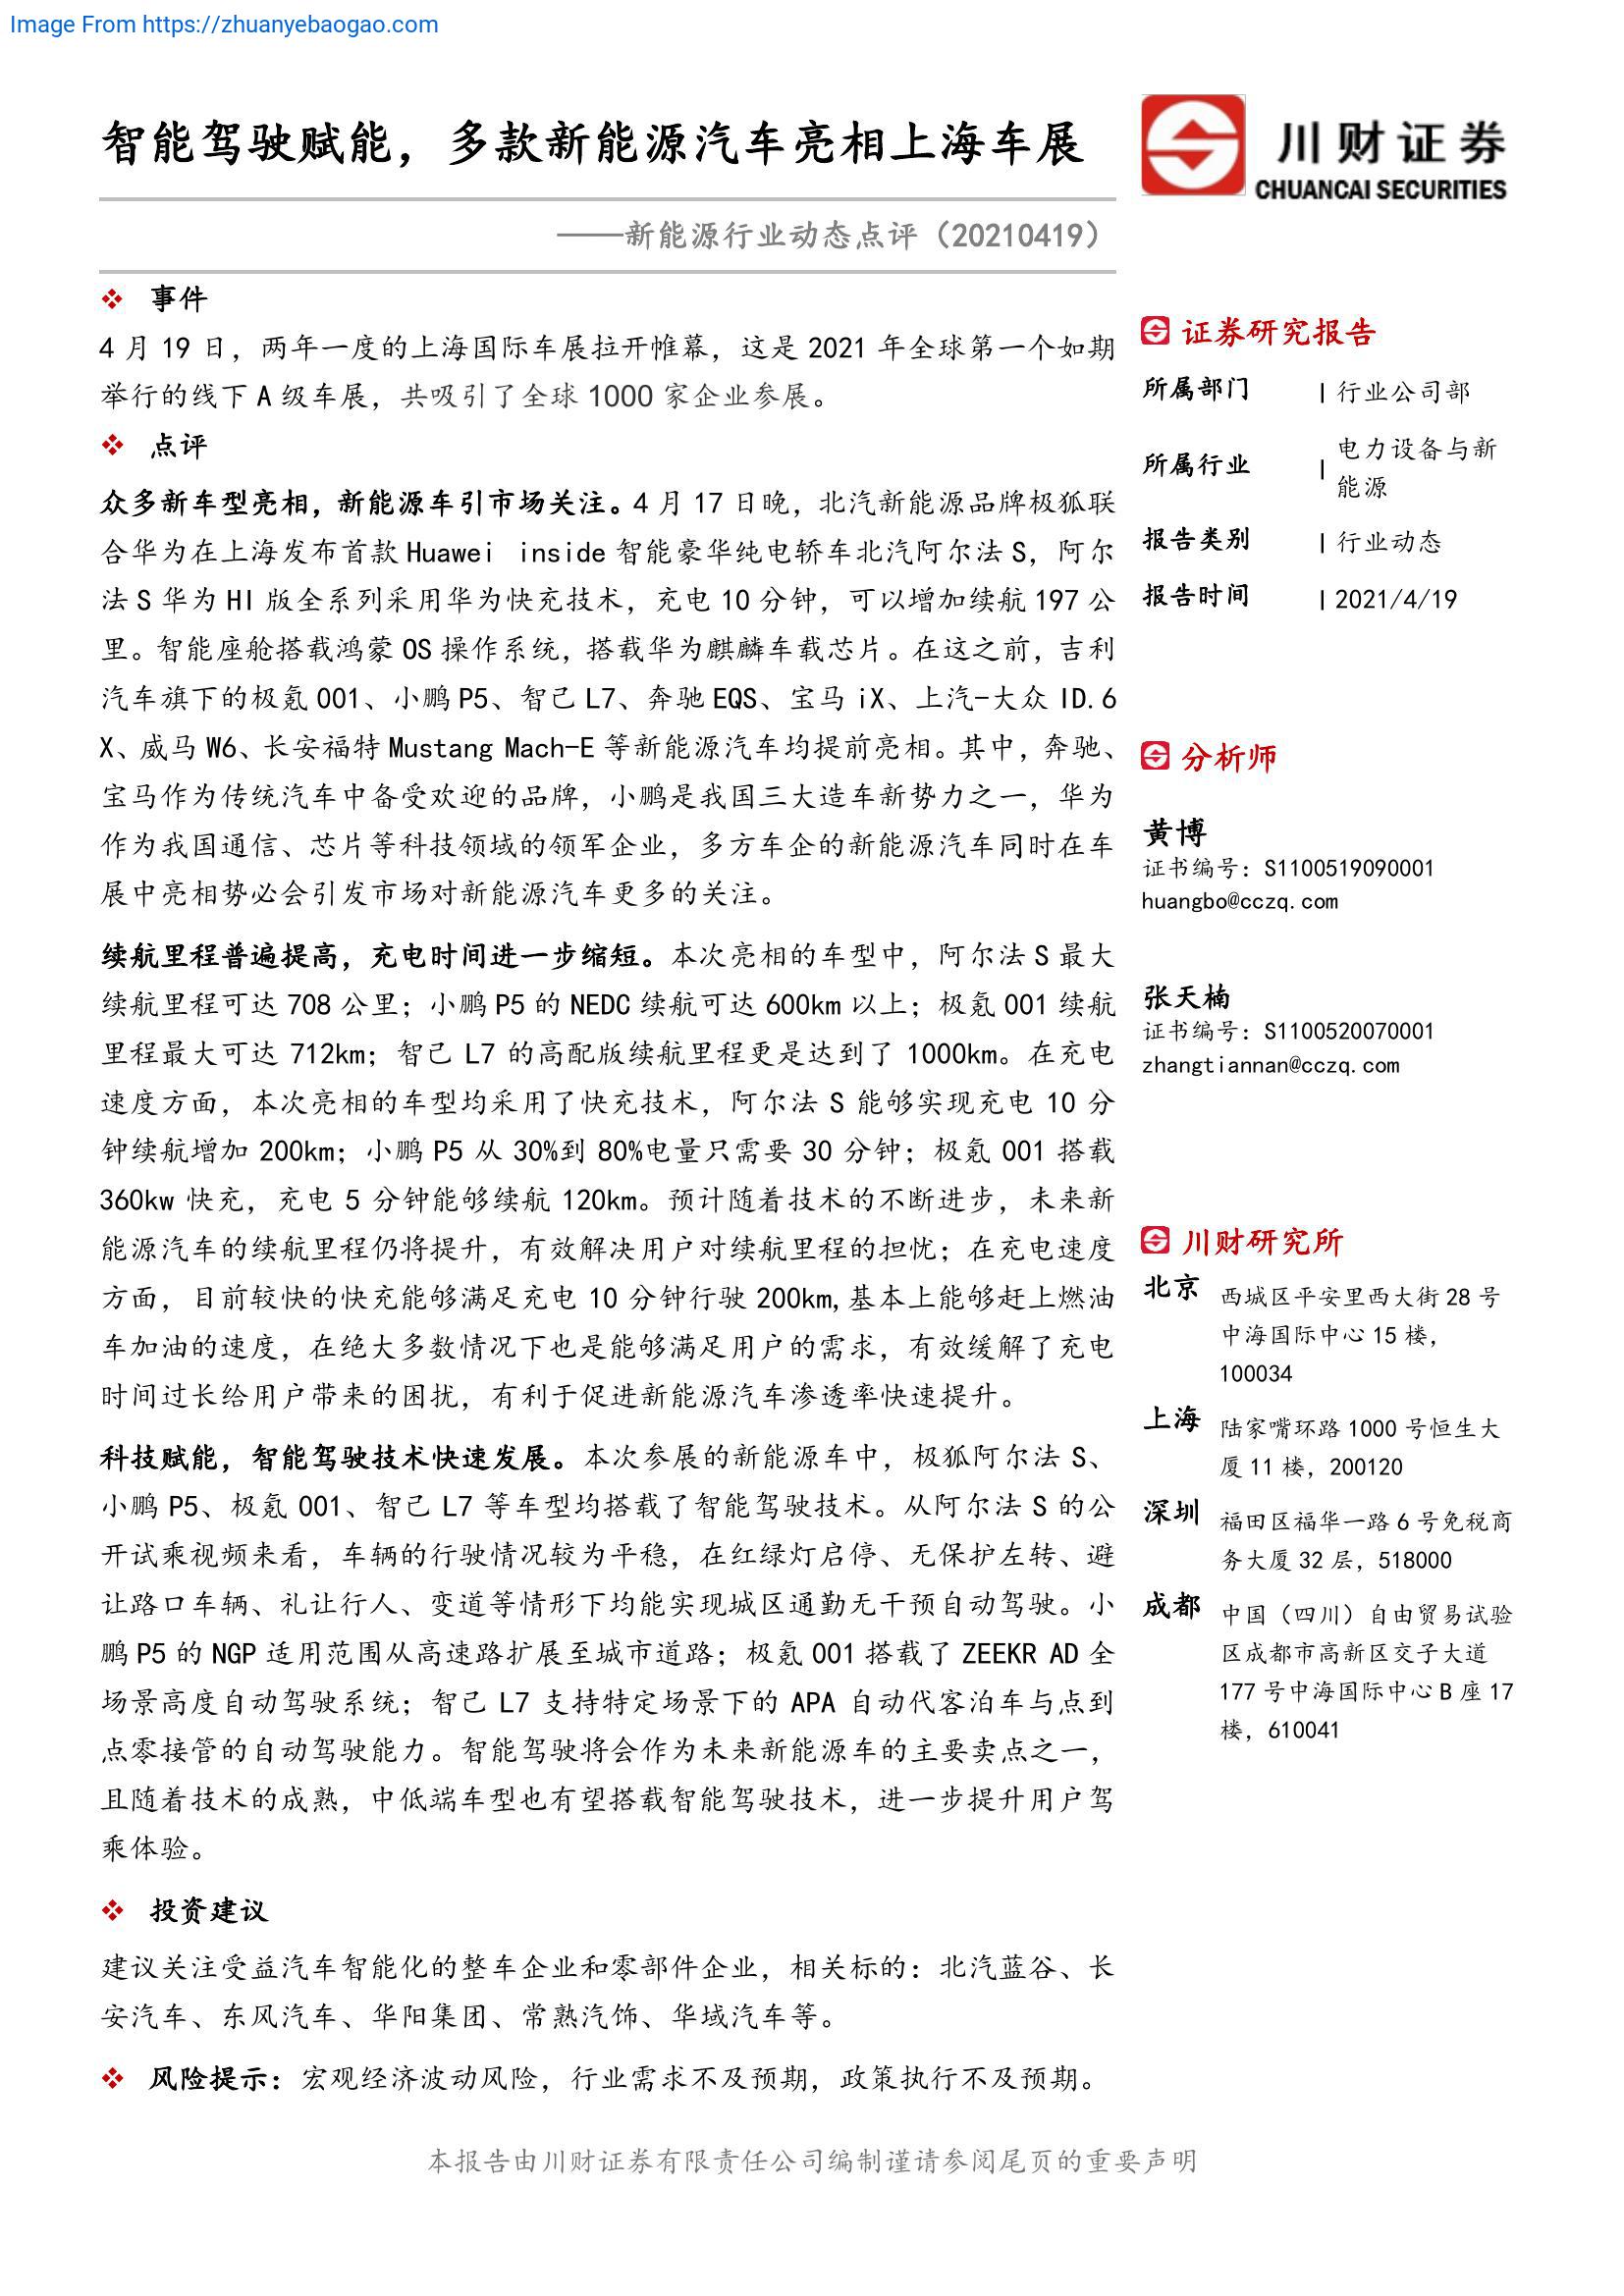 Image From https://zhuanyebaogao.com
智能驾驶赋能，多款新能源汽车亮相上海车展
川财证券
CHUANCAI SECURITIES
——新能源行业动态点评（20210419）
❖ 事件
4 月 19 日，两年一度的上海国际车展拉开帷幕，这是 2021 年全球第一个如期
举行的线下 A 级车展，共吸引了全球 1000 家企业参展。
❖ 点评
众多新车型亮相，新能源车引市场关注。4 月 17 日晚，北汽新能源品牌极狐联
合华为在上海发布首款 Huawei inside 智能豪华纯电轿车北汽阿尔法 S，阿尔
法 S 华为 HI 版全系列采用华为快充技术，充电 10 分钟，可以增加续航 197 公
里。智能座舱搭载鸿蒙 OS 操作系统，搭载华为麒麟车载芯片。在这之前，吉利
汽车旗下的极氪 001、小鹏 P5、智己 L7、奔驰 EQS、宝马 iX、上汽-大众 ID.6
X、威马 W6、长安福特 Mustang Mach-E 等新能源汽车均提前亮相。其中，奔驰、
宝马作为传统汽车中备受欢迎的品牌，小鹏是我国三大造车新势力之一，华为
作为我国通信、芯片等科技领域的领军企业，多方车企的新能源汽车同时在车
展中亮相势必会引发市场对新能源汽车更多的关注。
续航里程普遍提高，充电时间进一步缩短。本次亮相的车型中，阿尔法 S 最大
续航里程可达 708 公里；小鹏 P5 的 NEDC 续航可达 600km 以上；极氪 001 续航
里程最大可达 712km；智己 L7 的高配版续航里程更是达到了 1000km。在充电
速度方面，本次亮相的车型均采用了快充技术，阿尔法 S 能够实现充电 10 分
钟续航增加 200km；小鹏 P5 从 30%到 80%电量只需要 30 分钟；极氪 001 搭载
360kw 快充，充电 5 分钟能够续航 120km。预计随着技术的不断进步，未来新
能源汽车的续航里程仍将提升，有效解决用户对续航里程的担忧；在充电速度
方面，目前较快的快充能够满足充电 10 分钟行驶 200km,基本上能够赶上燃油
车加油的速度，在绝大多数情况下也是能够满足用户的需求，有效缓解了充电
时间过长给用户带来的困扰，有利于促进新能源汽车渗透率快速提升。
科技赋能，智能驾驶技术快速发展。本次参展的新能源车中，极狐阿尔法 S、
小鹏 P5、极氪 001、智己 L7 等车型均搭载了智能驾驶技术。从阿尔法 S 的公
开试乘视频来看，车辆的行驶情况较为平稳，在红绿灯启停、无保护左转、避
让路口车辆、礼让行人、变道等情形下均能实现城区通勤无干预自动驾驶。小
鹏 P5 的 NGP 适用范围从高速路扩展至城市道路；极氪 001 搭载了 ZEEKR AD 全
场景高度自动驾驶系统；智己 L7 支持特定场景下的 APA 自动代客泊车与点到
点零接管的自动驾驶能力。智能驾驶将会作为未来新能源车的主要卖点之一，
且随着技术的成熟，中低端车型也有望搭载智能驾驶技术，进一步提升用户驾
乘体验。
❖ 投资建议
建议关注受益汽车智能化的整车企业和零部件企业，相关标的：北汽蓝谷、长
安汽车、东风汽车、华阳集团、常熟汽饰、华域汽车等。
❖ 风险提示：宏观经济波动风险，行业需求不及预期，政策执行不及预期。
证券研究报告
所属部门 | 行业公司部
所属行业 | 电力设备与新
能源
报告类别 | 行业动态
报告时间 | 2021/4/19
分析师
黄博
证书编号：S1100519090001
huangbo@cczq.com
张天楠
证书编号：S1100520070001
zhangtiannan@cczq.com
川财研究所
北京 西城区平安里西大街 28 号
中海国际中心 15 楼，
100034
上海 陆家嘴环路 1000 号恒生大
厦 11 楼，200120
深圳 福田区福华一路 6 号免税商
务大厦 32 层，518000
成都 中国（四川）自由贸易试验
区成都市高新区交子大道
177 号中海国际中心 B 座 17
楼，610041
本报告由川财证券有限责任公司编制谨请参阅尾页的重要声明